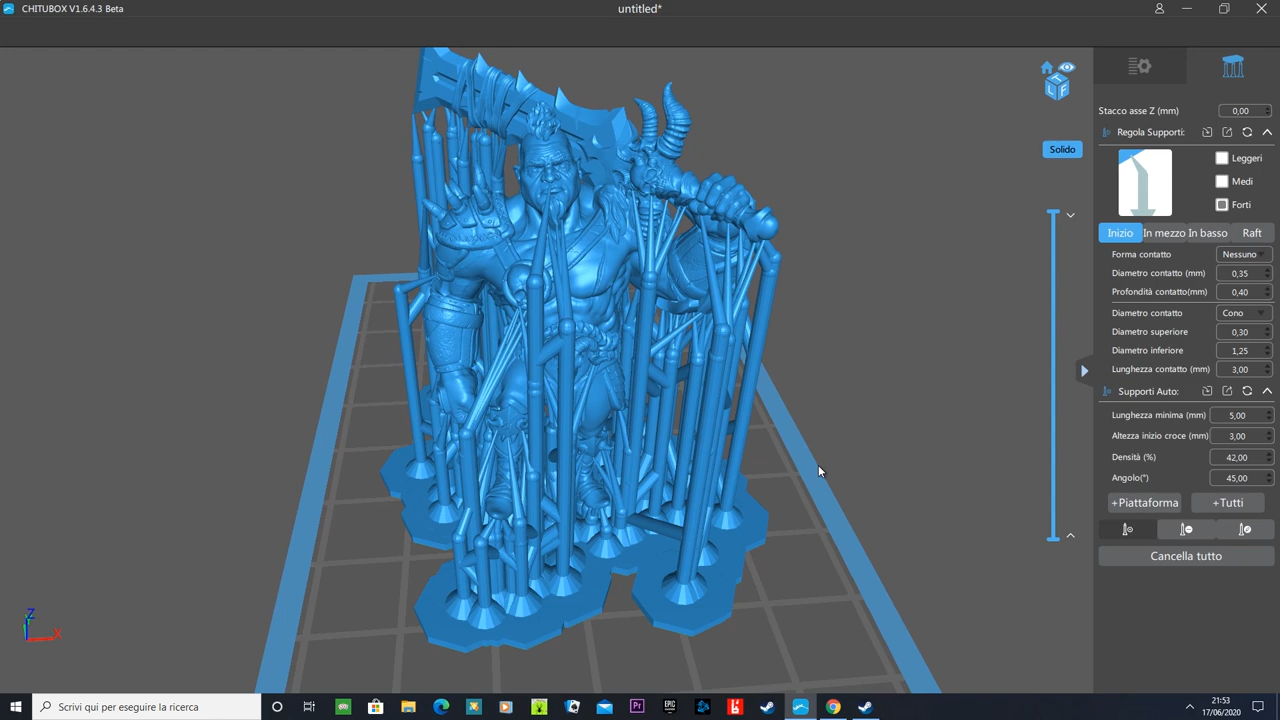 CHITUBOX V1.6.4.3 Beta
untitled*
T L F
Solido
Stacco asse Z (mm) 0,00
Regola Supporti:
Leggeri
Medi
Forti
Inizio In mezzo In basso Raft
Forma contatto Nessuno
Diametro contatto (mm) 0,35
Profondità contatto(mm) 0,40
Diametro contatto Cono
Diametro superiore 0,30
Diametro inferiore 1,25
Lunghezza contatto (mm) 3,00
Supporti Auto:
Lunghezza minima (mm) 5,00
Altezza inizio croce (mm) 3,00
Densità (%) 42,00
Angolo(°) 45,00
+Piattaforma +Tutti
Cancella tutto
Z
X
Scrivi qui per eseguire la ricerca
Pr
EPIC
21:53
17/06/2020